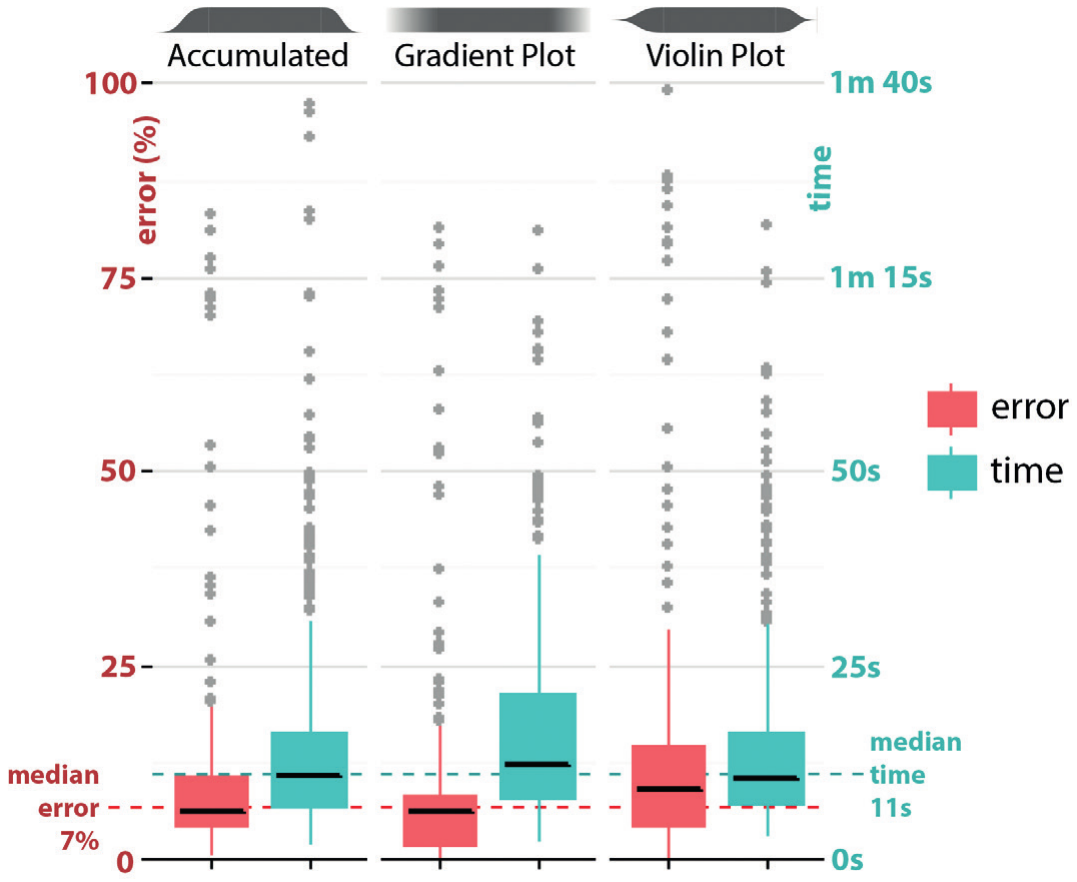 Accumulated
Gradient Plot
Violin Plot
100
error (%)
75
50
25
0
1m 40s
time
1m 15s
50s
25s
0s
error
time
median
error
7%
median
time
11s